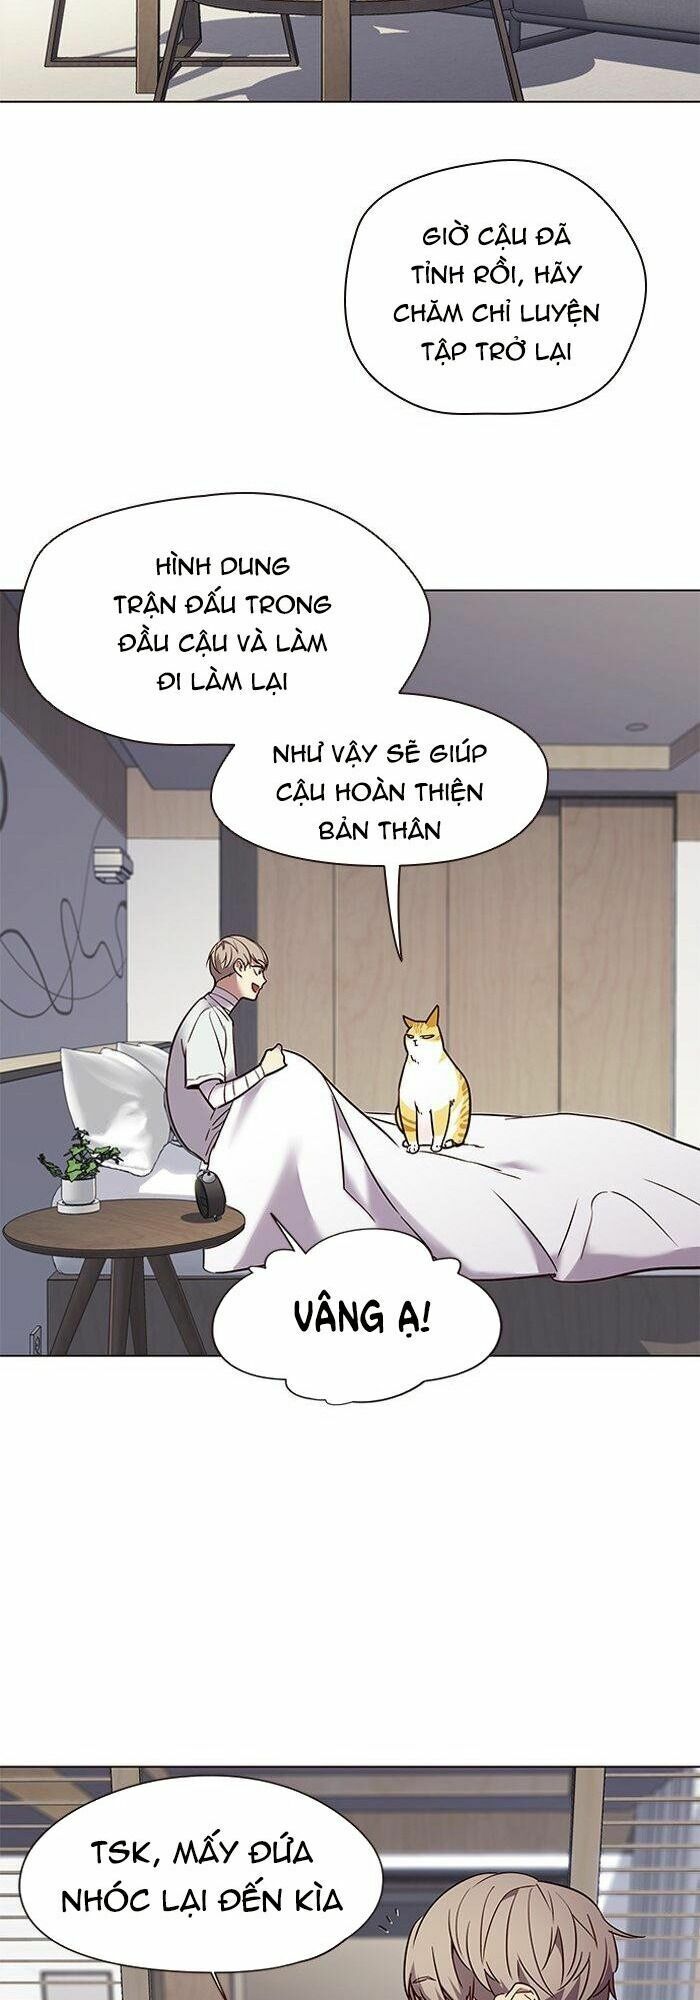 GIỜ CẬU ĐÃ
TỈNH RỒI, HÃY
CHĂM CHỈ LUYỆN
TẬP TRỞ LẠI
HÌNH DUNG
TRẬN ĐẤU TRONG
ĐẦU CẬU VÀ LÀM
ĐI LÀM LẠI
NHƯ VẬY SẼ GIÚP
CẬU HOÀN THIỆN
BẢN THÂN
VÂNG Ạ!
TSK, MẤY ĐỨA
NHÓC LẠI ĐẾN KÌA